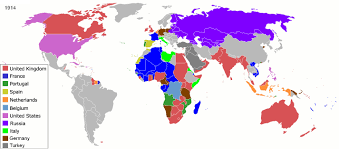 1914
United Kingdom
France
Portugal
Spain
Netherlands
Belgium
United States
Russia
Italy
Germany
Turkey